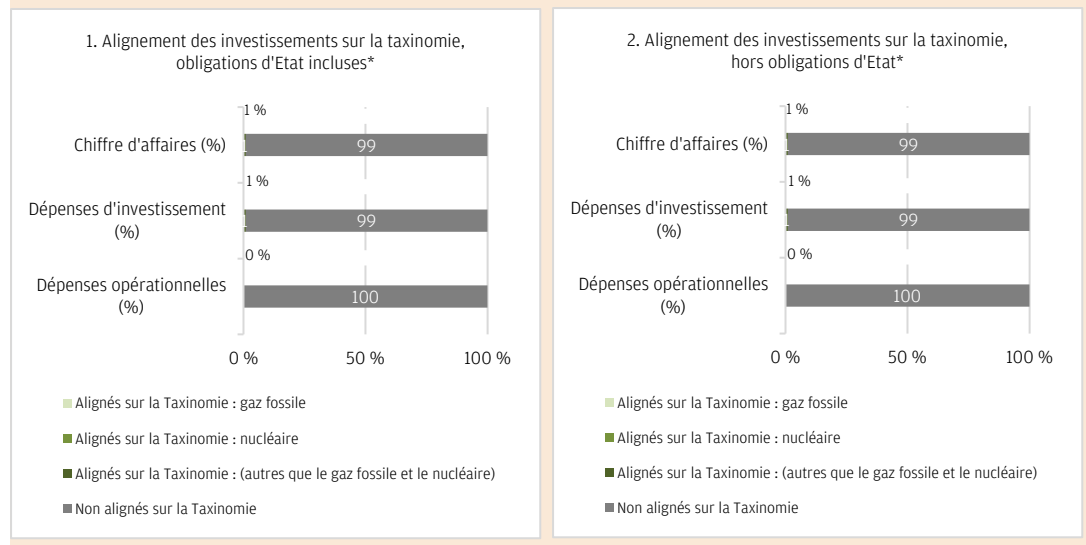 1. Alignement des investissements sur la taxinomie,
obligations d'Etat incluses*
1 %
Chiffre d'affaires (%)
1
99
1 %
Dépenses d'investissement
(%)
1
99
0 %
Dépenses opérationnelles
(%)
100
0 %
50 %
100 %
Alignés sur la Taxinomie : gaz fossile
Alignés sur la Taxinomie : nucléaire
Alignés sur la Taxinomie : (autres que le gaz fossile et le nucléaire)
Non alignés sur la Taxinomie
2. Alignement des investissements sur la taxinomie,
hors obligations d'Etat*
1 %
Chiffre d'affaires (%)
1
99
1 %
Dépenses d'investissement
(%)
1
99
0 %
Dépenses opérationnelles
(%)
100
0 %
50 %
100 %
Alignés sur la Taxinomie : gaz fossile
Alignés sur la Taxinomie : nucléaire
Alignés sur la Taxinomie : (autres que le gaz fossile et le nucléaire)
Non alignés sur la Taxinomie